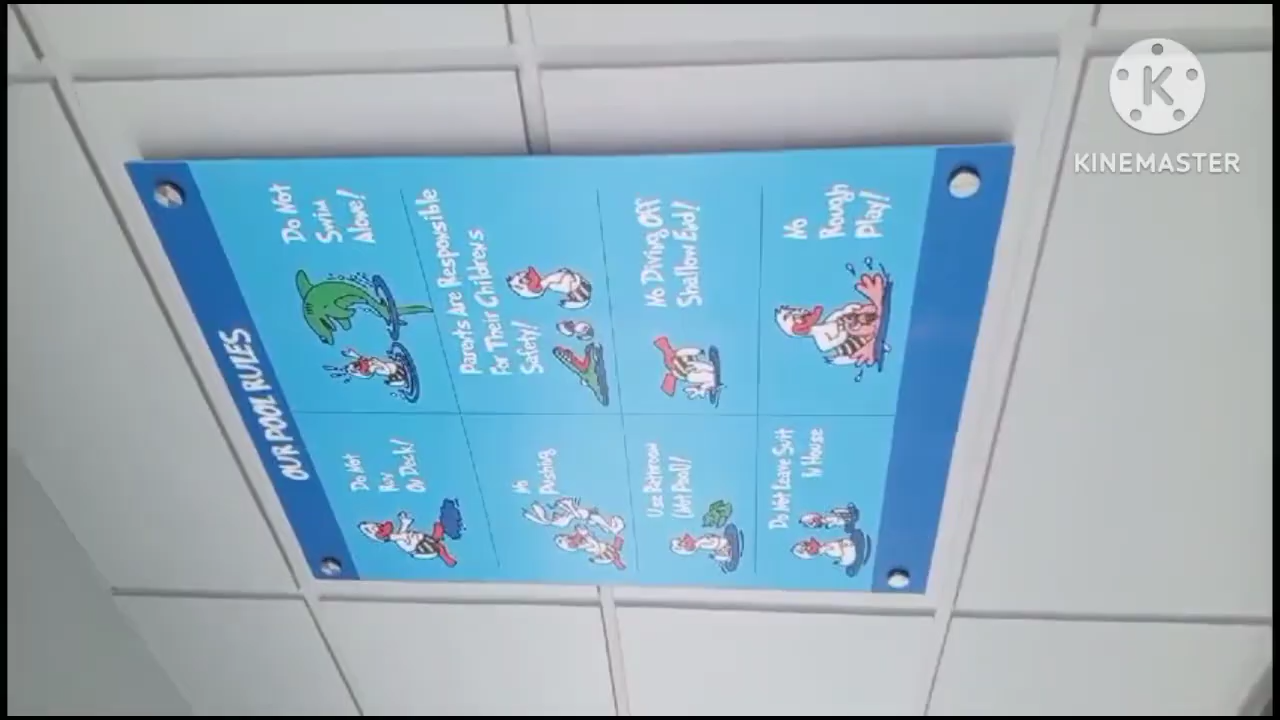 OUR POOL RULES
Do Not
Run
On Deck!
Do Not
Swim
Alone!
No
Pushing
Parents Are Responsible
For Their Childrens
Safety!
Use
(Not Pool)!
No Diving Off
Shallow End!
Do Not Leave Suit
In House
No
Rough
Play!
KINEMASTER